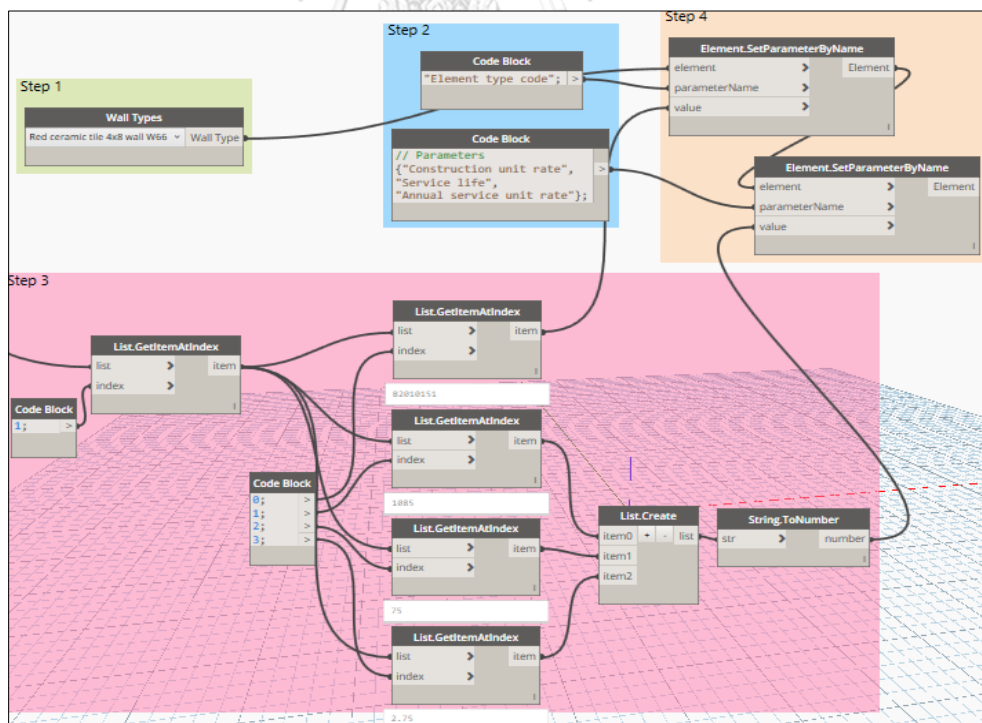 Step 1
Wall Types
Red ceramic tile 4x8 wall W66 Wall Type
Step 2
Code Block
"Element type code"; >
Code Block
// Parameters
{"Construction unit rate",
"Service life",
"Annual service unit rate"}; >
Step 4
Element.SetParameterByName
element > Element
parameterName >
value >
Element.SetParameterByName
element > Element
parameterName >
value >
Step 3
List.GetItemAtIndex
list > item
index >
Code Block
1; >
List.GetItemAtIndex
list > item
index >
B2010151
List.GetItemAtIndex
list > item
index >
1085
Code Block
0; >
1; >
2; >
3; >
List.GetItemAtIndex
list > item
index >
75
List.GetItemAtIndex
list > item
index >
2.75
List.Create
item0 + - list
item1
item2
String.ToNumber
str > number